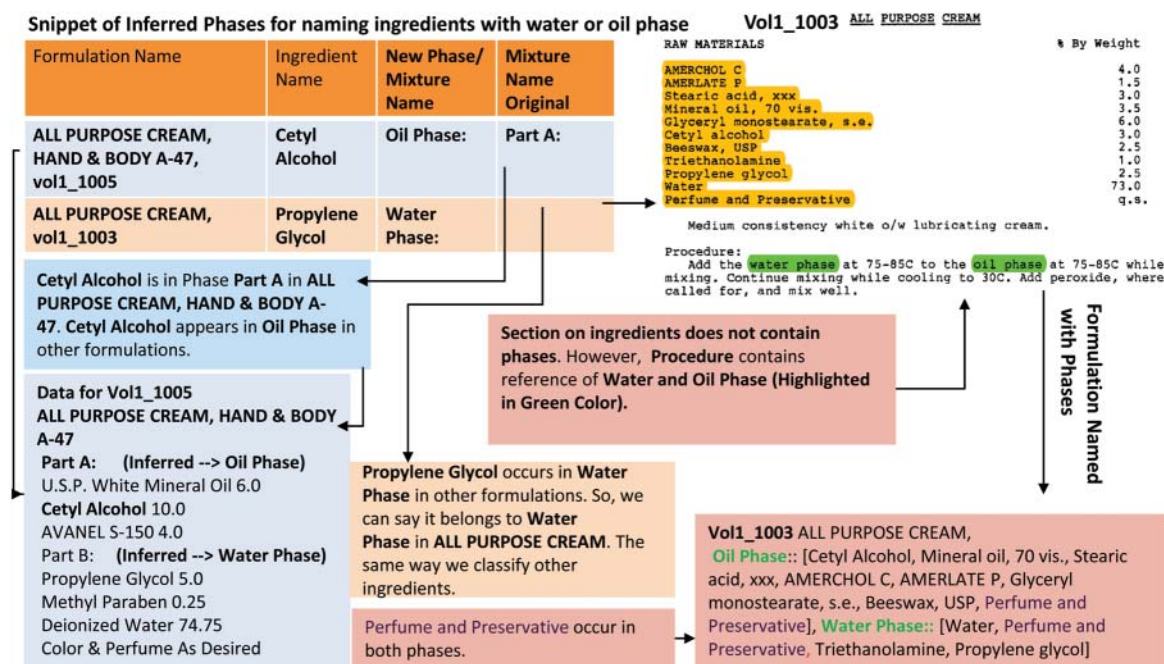 Snippet of Inferred Phases for naming ingredients with water or oil phase
Formulation Name
Ingredient
Name
New Phase/
Mixture
Name
Mixture
Name
Original
ALL PURPOSE CREAM,
HAND & BODY A-47,
vol1_1005
Cetyl
Alcohol
Oil Phase:
Part A:
ALL PURPOSE CREAM,
vol1_1003
Propylene
Glycol
Water
Phase:
Vol1_1003 ALL PURPOSE CREAM
RAW MATERIALS % By Weight
AMERCHOL C 4.0
AMERLATE P 1.5
Stearic acid, xxx 3.0
Mineral oil, 70 vis. 3.5
Glyceryl monostearate, s.e. 6.0
Cetyl alcohol 3.0
Beeswax, USP 2.5
Triethanolamine 1.0
Propylene glycol 2.5
Water 73.0
Perfume and Preservative q.s.
Medium consistency white o/w lubricating cream.
Procedure:
Add the water phase at 75-85C to the oil phase at 75-85C while
mixing. Continue mixing while cooling to 30C. Add peroxide, where
called for, and mix well.
Cetyl Alcohol is in Phase Part A in ALL
PURPOSE CREAM, HAND & BODY A-
47. Cetyl Alcohol appears in Oil Phase in
other formulations.
Section on ingredients does not contain
phases. However, Procedure contains
reference of Water and Oil Phase (Highlighted
in Green Color).
Formulation Named
with Phases
Data for Vol1_1005
ALL PURPOSE CREAM, HAND & BODY
A-47
Part A: (Inferred --> Oil Phase)
U.S.P. White Mineral Oil 6.0
Cetyl Alcohol 10.0
AVANEL S-150 4.0
Part B: (Inferred --> Water Phase)
Propylene Glycol 5.0
Methyl Paraben 0.25
Deionized Water 74.75
Color & Perfume As Desired
Propylene Glycol occurs in Water
Phase in other formulations. So, we
can say it belongs to Water
Phase in ALL PURPOSE CREAM. The
same way we classify other
ingredients.
Perfume and Preservative occur in
both phases.
Vol1_1003 ALL PURPOSE CREAM,
Oil Phase:: [Cetyl Alcohol, Mineral oil, 70 vis., Stearic
acid, xxx, AMERCHOL C, AMERLATE P, Glyceryl
monostearate, s.e., Beeswax, USP, Perfume and
Preservative], Water Phase:: [Water, Perfume and
Preservative, Triethanolamine, Propylene glycol]